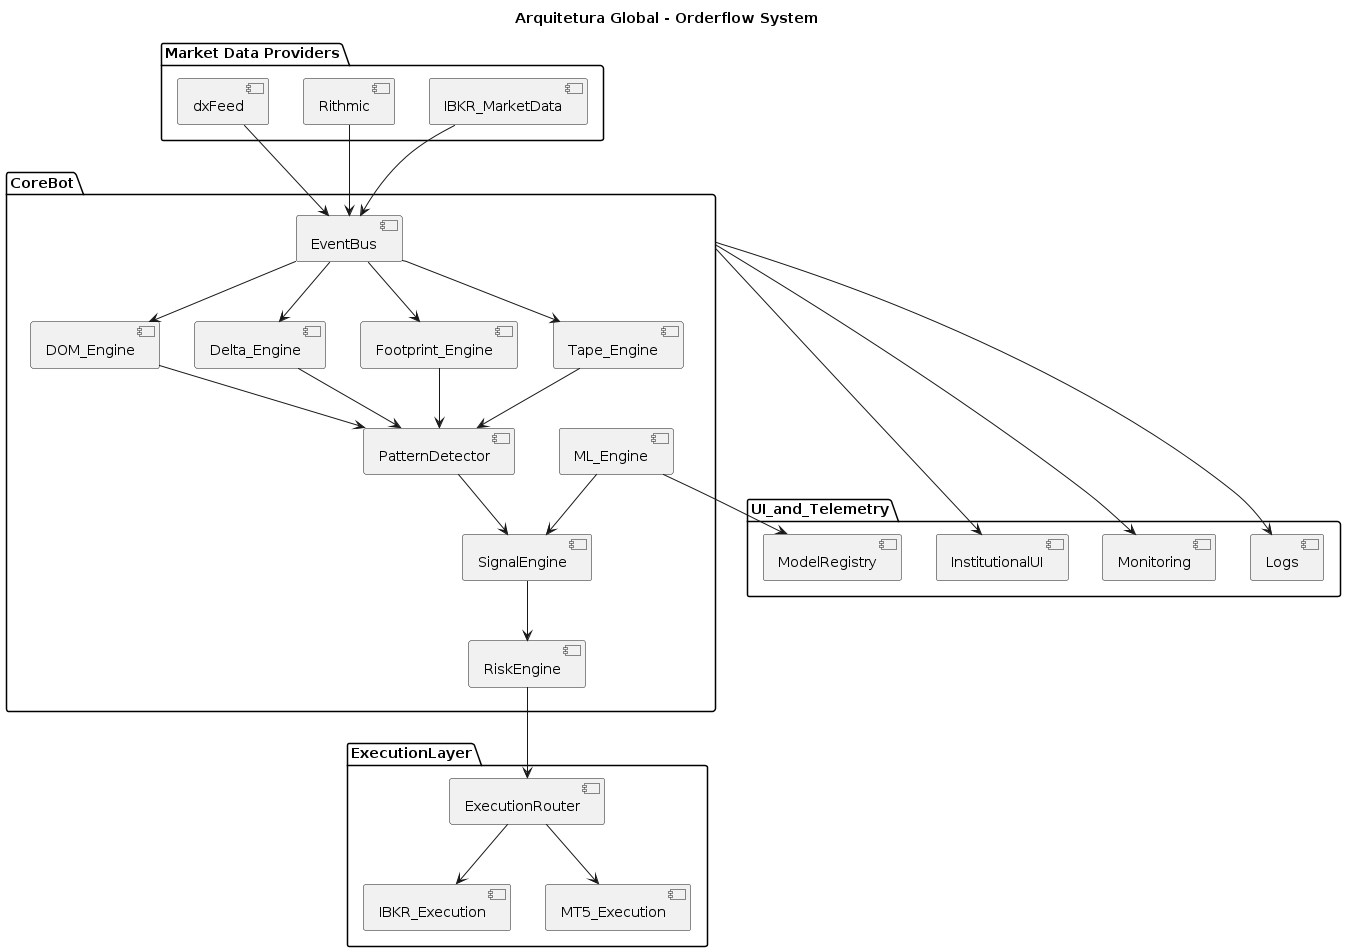 Arquitetura Global - Orderflow System
Market Data Providers
dxFeed
Rithmic
IBKR_MarketData
CoreBot
EventBus
DOM_Engine
Delta_Engine
Footprint_Engine
Tape_Engine
PatternDetector
ML_Engine
SignalEngine
RiskEngine
UI_and_Telemetry
ModelRegistry
InstitutionalUI
Monitoring
Logs
ExecutionLayer
ExecutionRouter
IBKR_Execution
MT5_Execution